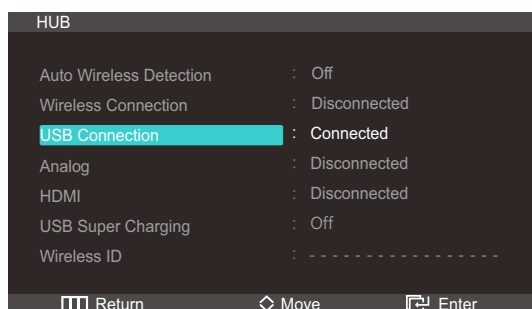 HUB
Auto Wireless Detection : Off
Wireless Connection : Disconnected
USB Connection : Connected
Analog : Disconnected
HDMI : Disconnected
USB Super Charging : Off
Wireless ID : - - - - - - - - - - - - - - - - -
Return Move Enter